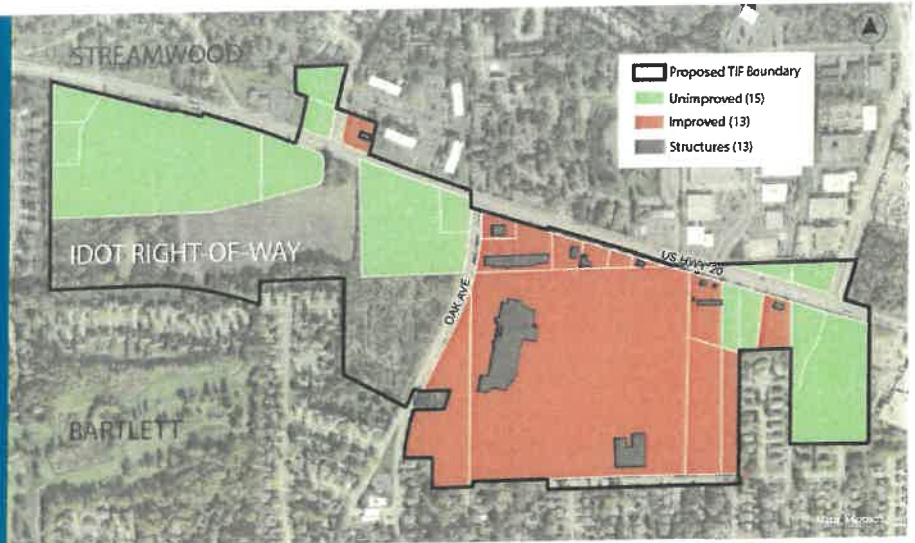 STREAMWOOD
Proposed TIF Boundary
Unimproved (15)
Improved (13)
Structures (13)
IDOT RIGHT-OF-WAY
US HWY 20
OAK AVE
BARTLETT